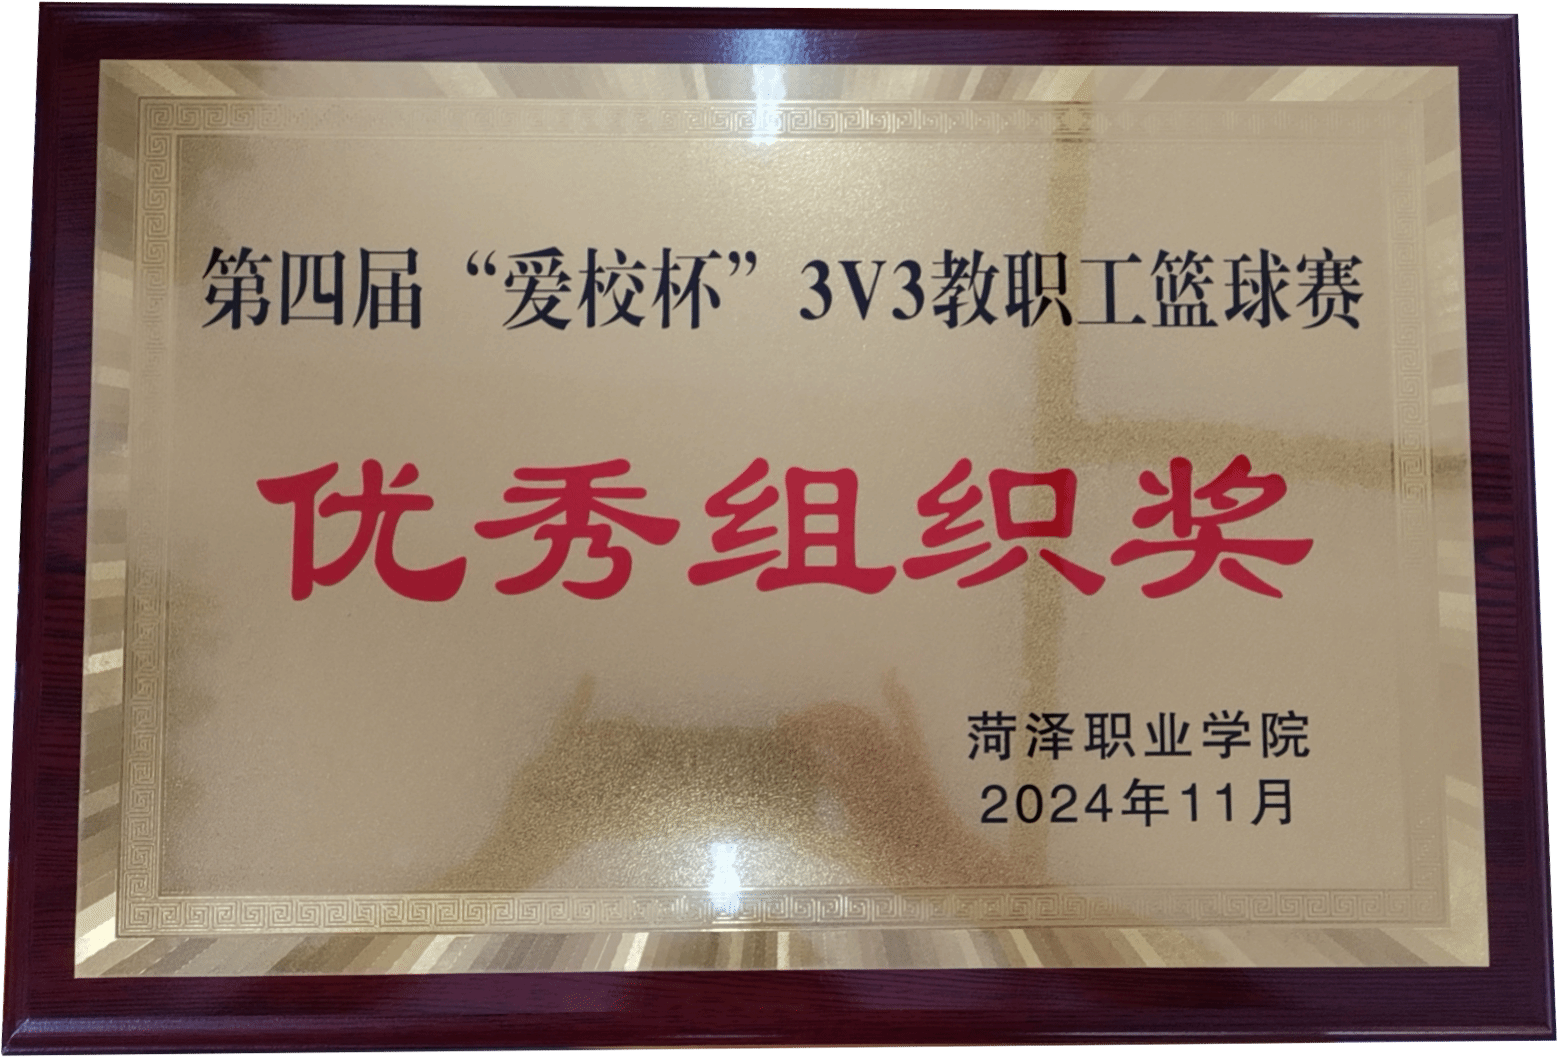 第四届“爱校杯”3V3教职工篮球赛
优秀组织奖
菏泽职业学院
2024年11月